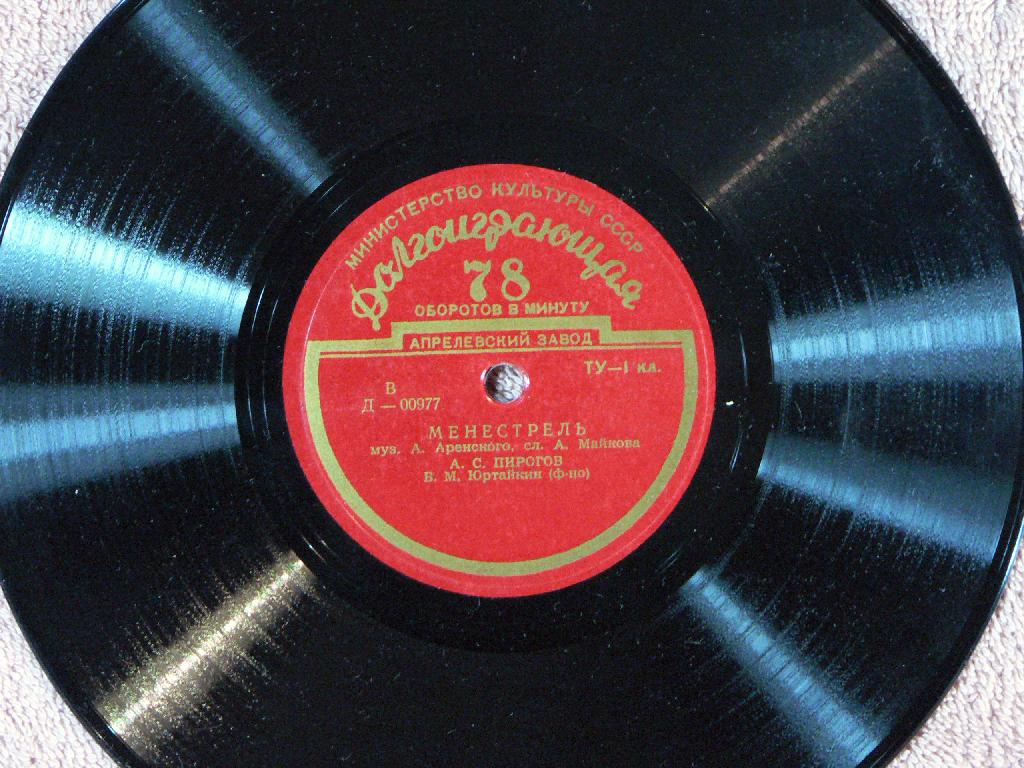 МИНИСТЕРСТВО КУЛЬТУРЫ СССР
Долгоиграющая
78
ОБОРОТОВ В МИНУТУ
АПРЕЛЕВСКИЙ ЗАВОД
ТУ—1 кл.
В
Д — 00977
МЕНЕСТРЕЛЬ
муз. А. Аренского, сл. А. Майкова
А. С. ПИРОГОВ
В. М. Юртайкин (ф-но)